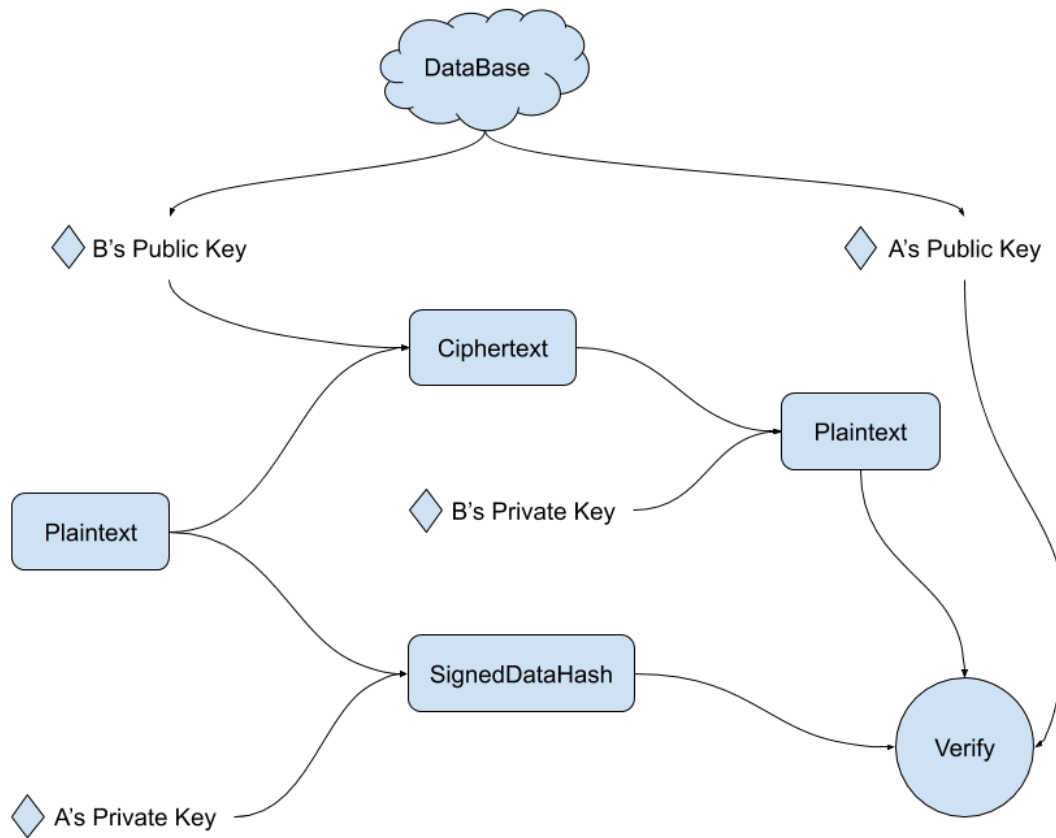 DataBase
B’s Public Key
A’s Public Key
Ciphertext
Plaintext
B’s Private Key
Plaintext
SignedDataHash
Verify
A’s Private Key